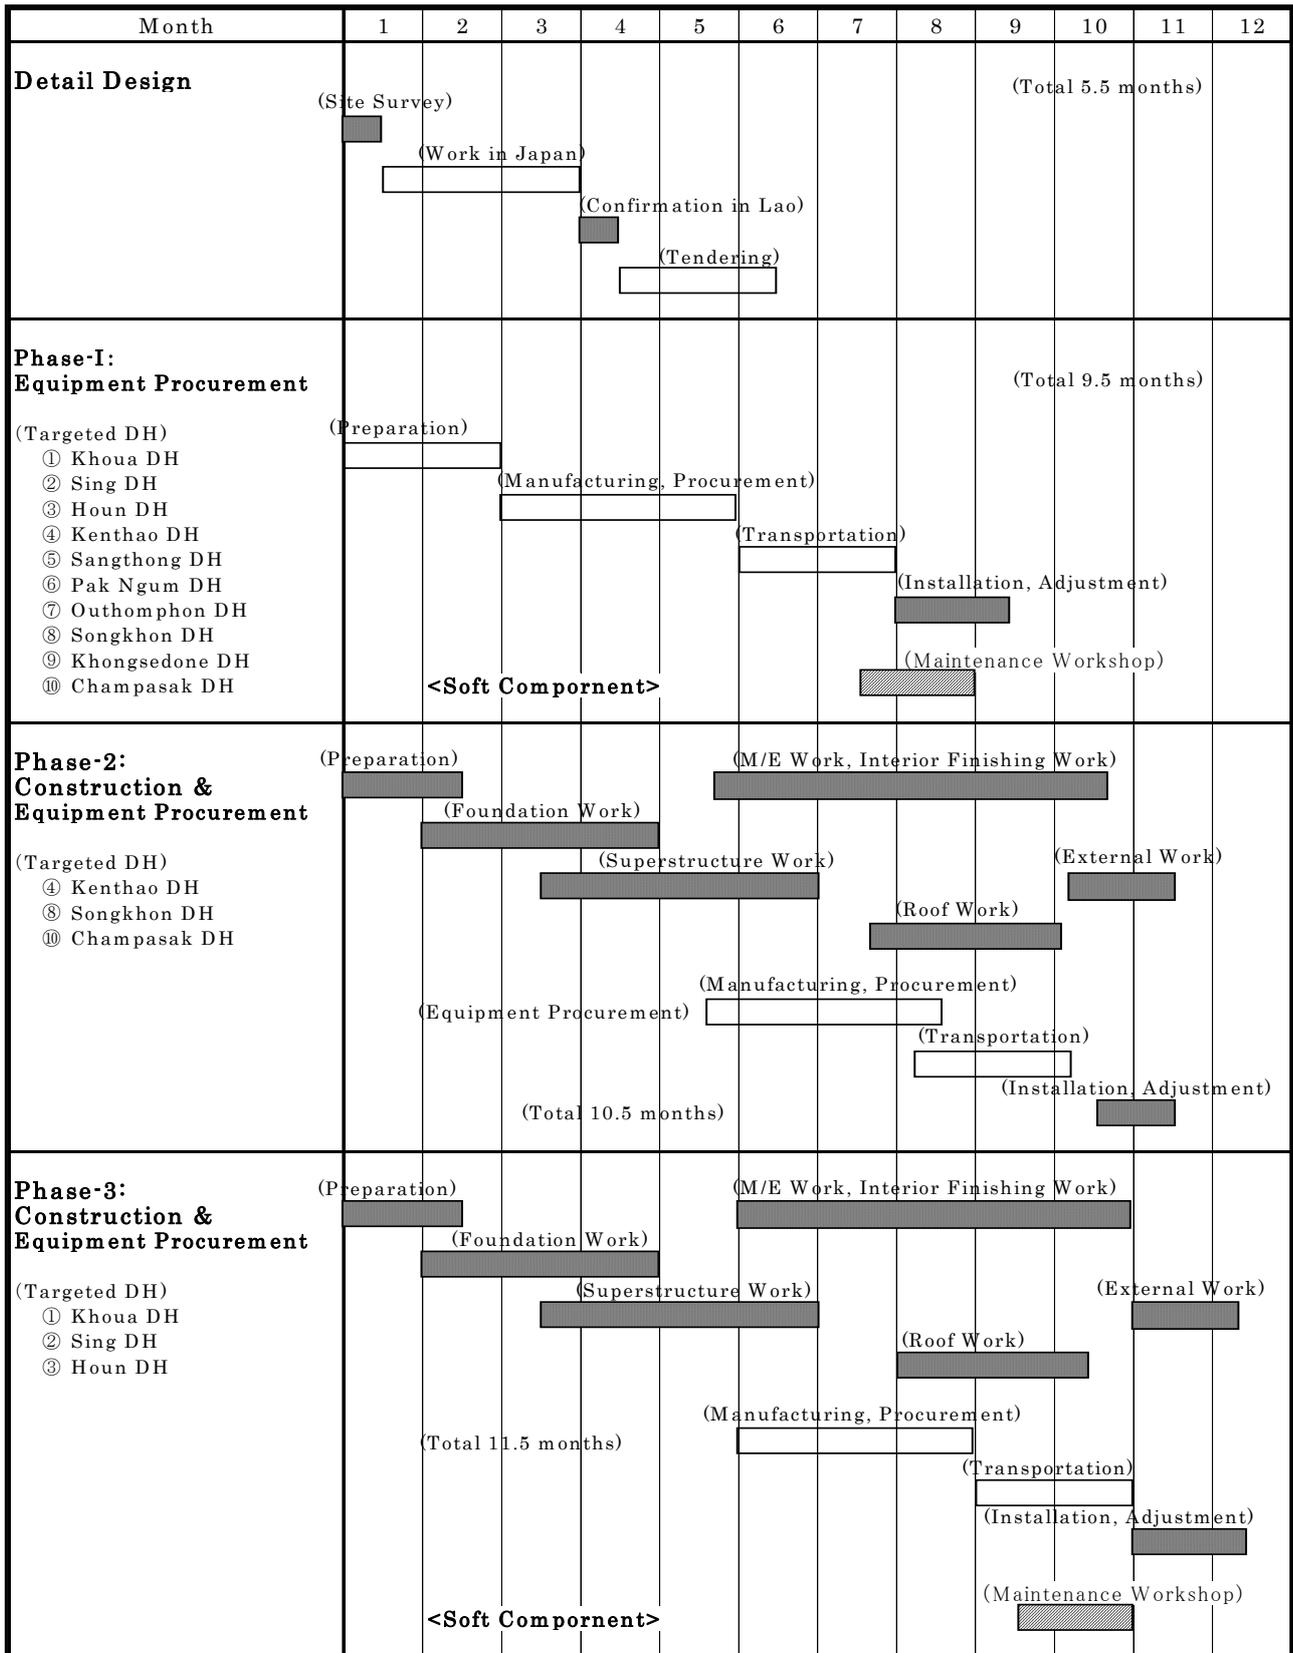 Month 1 2 3 4 5 6 7 8 9 10 11 12
Detail Design
(Total 5.5 months)
(Site Survey)
(Work in Japan)
(Confirmation in Lao)
(Tendering)
Phase-I:
Equipment Procurement
(Total 9.5 months)
(Targeted DH)
① Khoua DH
② Sing DH
③ Houn DH
④ Kenthao DH
⑤ Sangthong DH
⑥ Pak Ngum DH
⑦ Outhomphon DH
⑧ Songkhon DH
⑨ Khongsedone DH
⑩ Champasak DH
(Preparation)
(Manufacturing, Procurement)
(Transportation)
(Installation, Adjustment)
(Maintenance Workshop)
<Soft Compornent>
Phase-2:
Construction &
Equipment Procurement
(Targeted DH)
④ Kenthao DH
⑧ Songkhon DH
⑩ Champasak DH
(Preparation)
(M/E Work, Interior Finishing Work)
(Foundation Work)
(Superstructure Work)
(External Work)
(Roof Work)
(Manufacturing, Procurement)
(Equipment Procurement)
(Transportation)
(Installation, Adjustment)
(Total 10.5 months)
Phase-3:
Construction &
Equipment Procurement
(Targeted DH)
① Khoua DH
② Sing DH
③ Houn DH
(Preparation)
(M/E Work, Interior Finishing Work)
(Foundation Work)
(Superstructure Work)
(External Work)
(Roof Work)
(Manufacturing, Procurement)
(Total 11.5 months)
(Transportation)
(Installation, Adjustment)
(Maintenance Workshop)
<Soft Compornent>